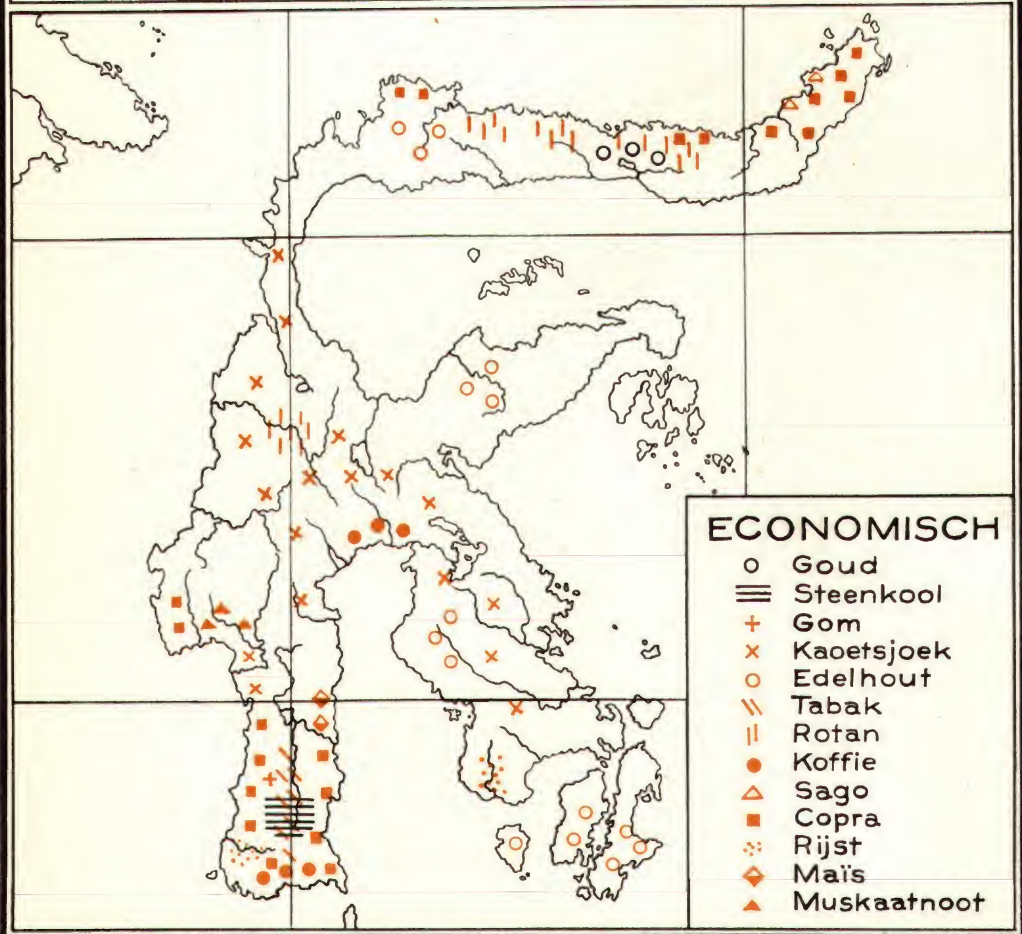 ECONOMISCH
Goud
Steenkool
Gom
Kaoetsjoek
Edelhout
Tabak
Rotan
Koffie
Sago
Copra
Rijst
Maïs
Muskaatnoot